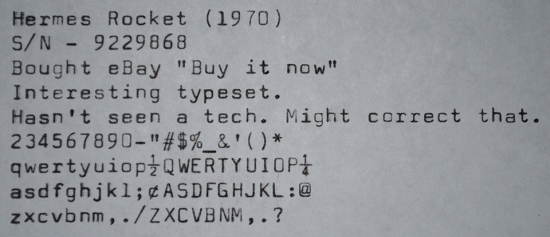 Hermes Rocket (1970)
S/N - 9229868
Bought eBay "Buy it now"
Interesting typeset.
Hasn't seen a tech. Might correct that.
234567890-"#$%_&'()*
qwertyuiop½QWERTYUIOP¼
asdfghjkl;¢ASDFGHJKL:@
zxcvbnm,./ZXCVBNM,.?